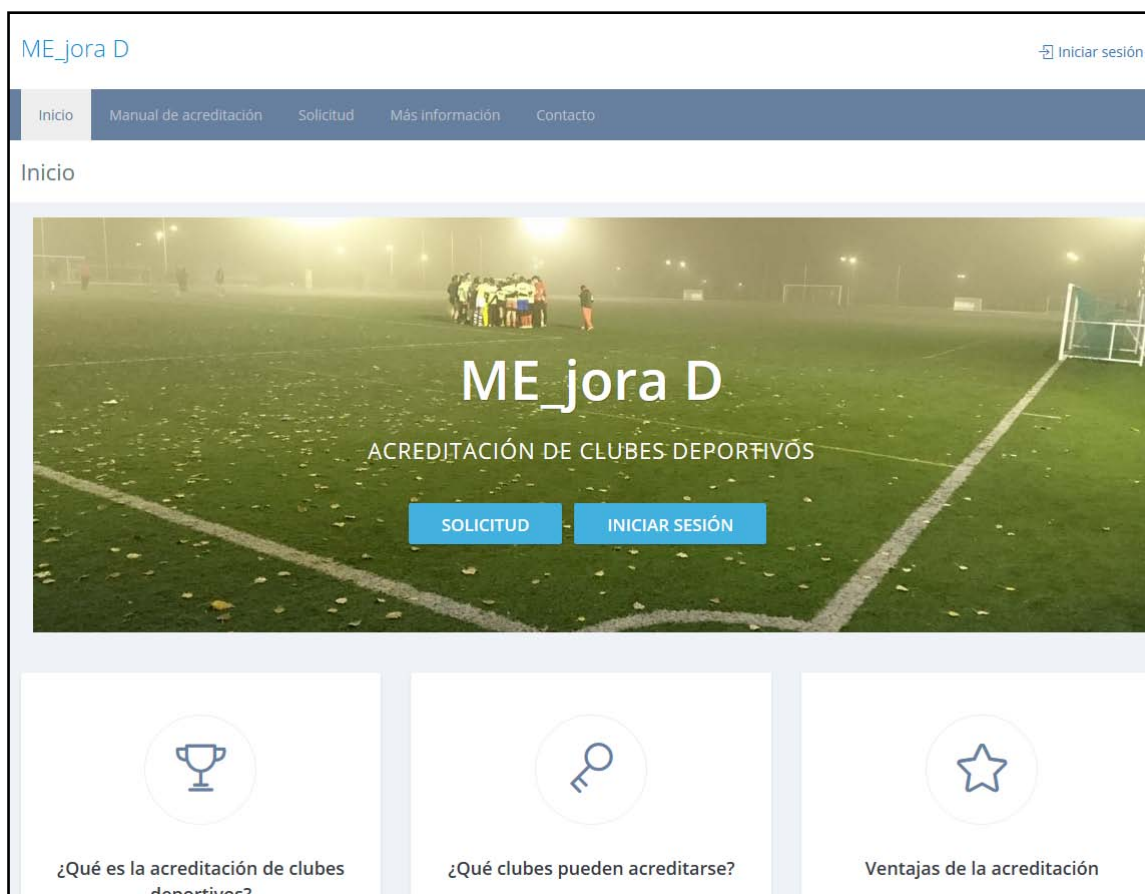 ME_jora D
Iniciar sesión
Inicio Manual de acreditación Solicitud Más información Contacto
Inicio
ME_jora D
ACREDITACIÓN DE CLUBES DEPORTIVOS
SOLICITUD INICIAR SESIÓN
¿Qué es la acreditación de clubes
deportivos?
¿Qué clubes pueden acreditarse?
Ventajas de la acreditación